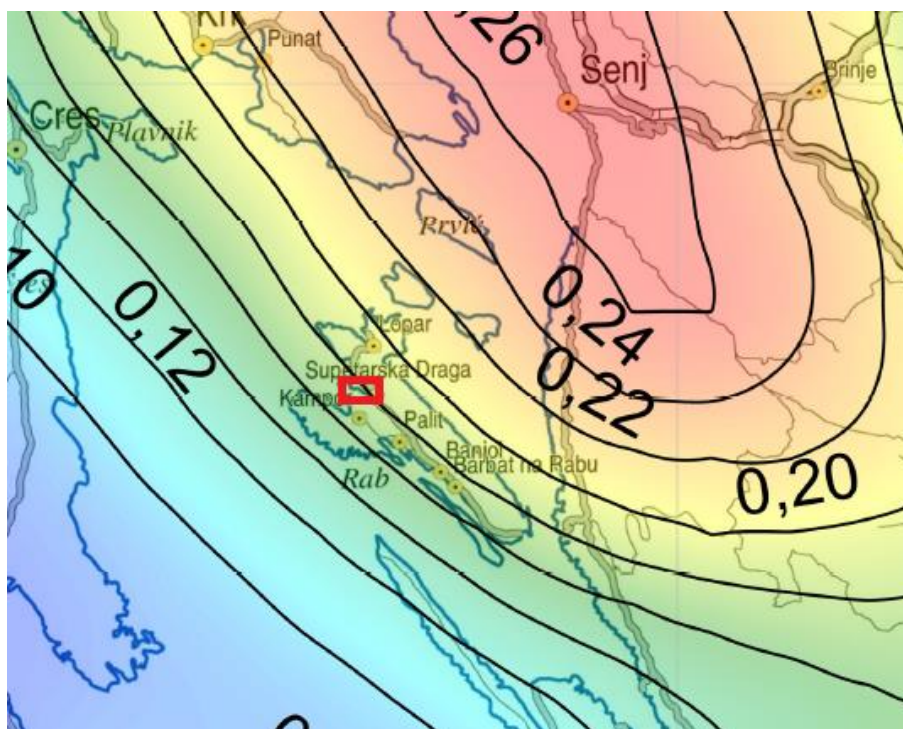 Punat
0,26
Senj
Brinje
Cres
Plavnik
Prvić
10
0,12
0,24
Lopar
Supetarska Draga
0,22
Palit
Banjol
Barbat na Rabu
Rab
0,20